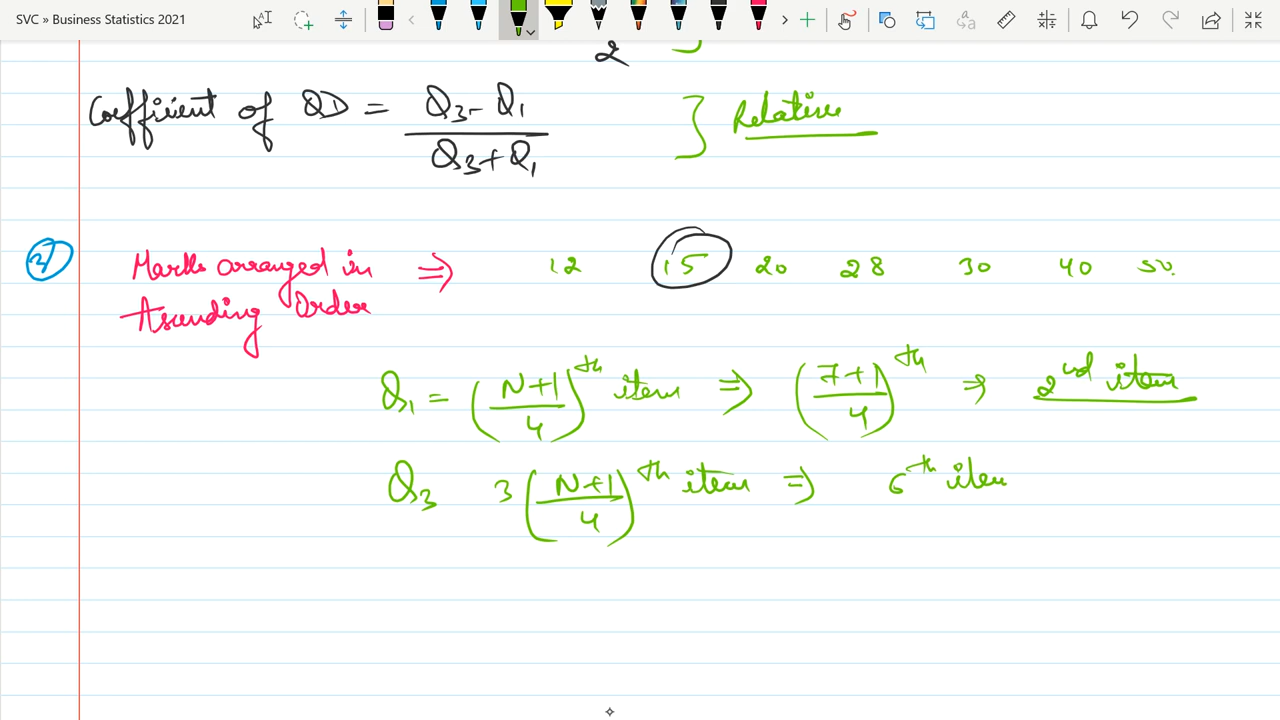 SVC » Business Statistics 2021
2
Coefficient of QD = Q3 - Q1 / Q3 + Q1 } Relative
Marks arranged in ⇒ 12 15 20 28 30 40 50
Ascending Order
Q1 = (N+1 / 4)th item ⇒ (7+1 / 4)th ⇒ 2nd item
Q3 3(N+1 / 4)th item ⇒ 6th item